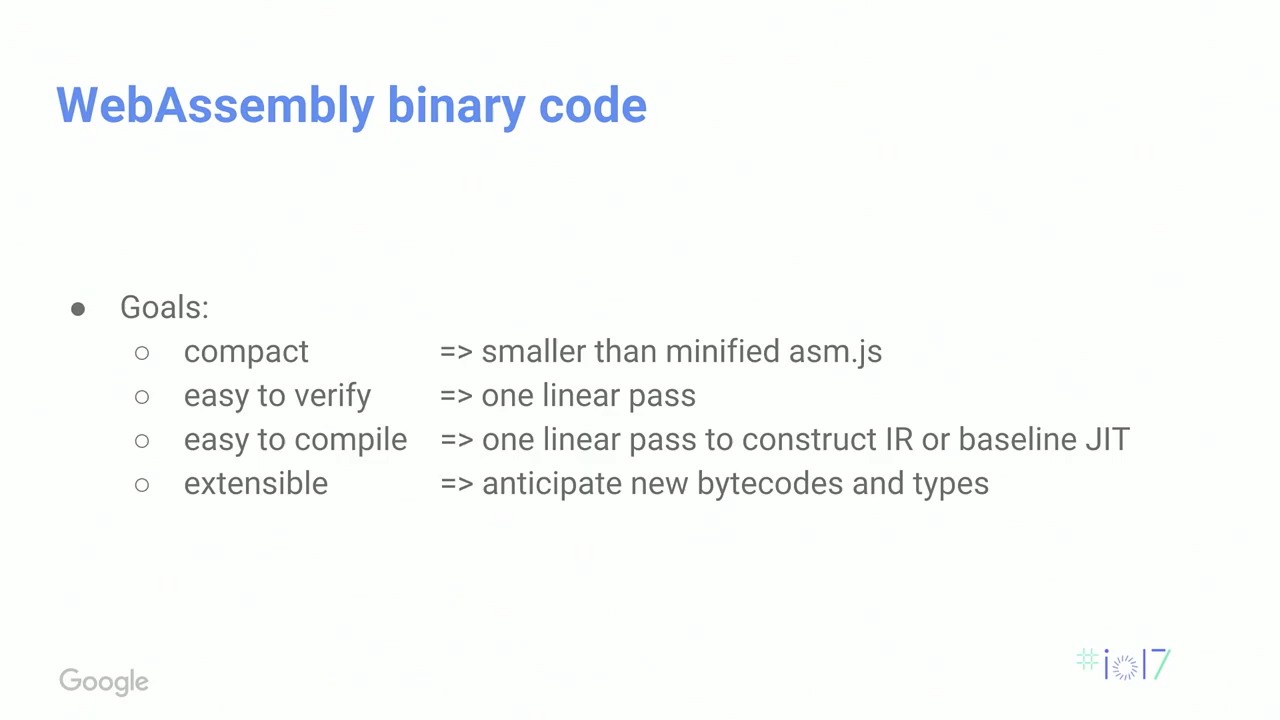 WebAssembly binary code
● Goals:
○ compact => smaller than minified asm.js
○ easy to verify => one linear pass
○ easy to compile => one linear pass to construct IR or baseline JIT
○ extensible => anticipate new bytecodes and types
Google
#io17